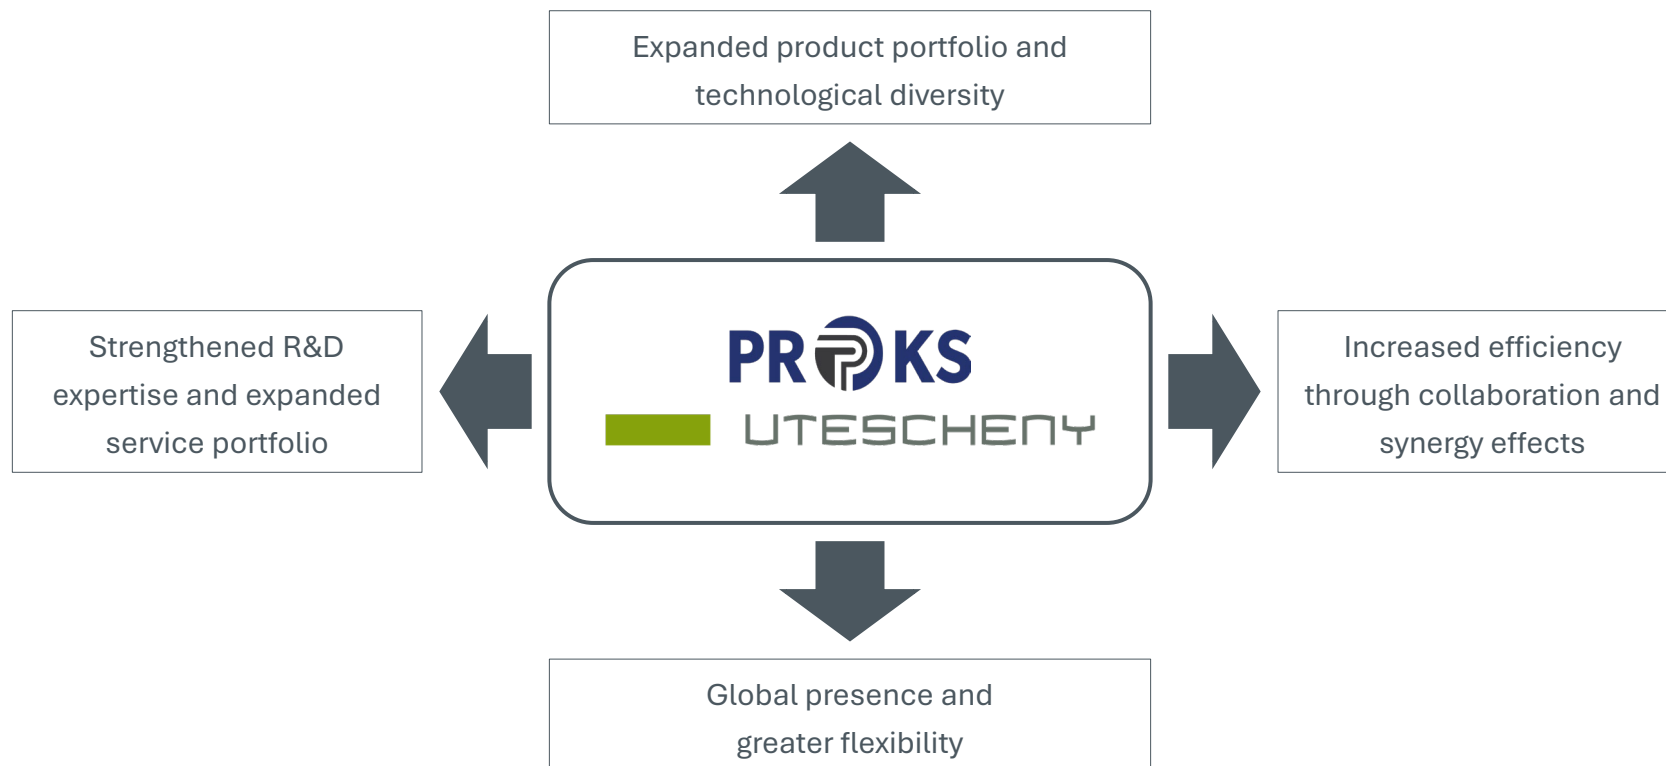 Expanded product portfolio and
technological diversity
Strengthened R&D
expertise and expanded
service portfolio
PROKS
UTESCHENY
Increased efficiency
through collaboration and
synergy effects
Global presence and
greater flexibility